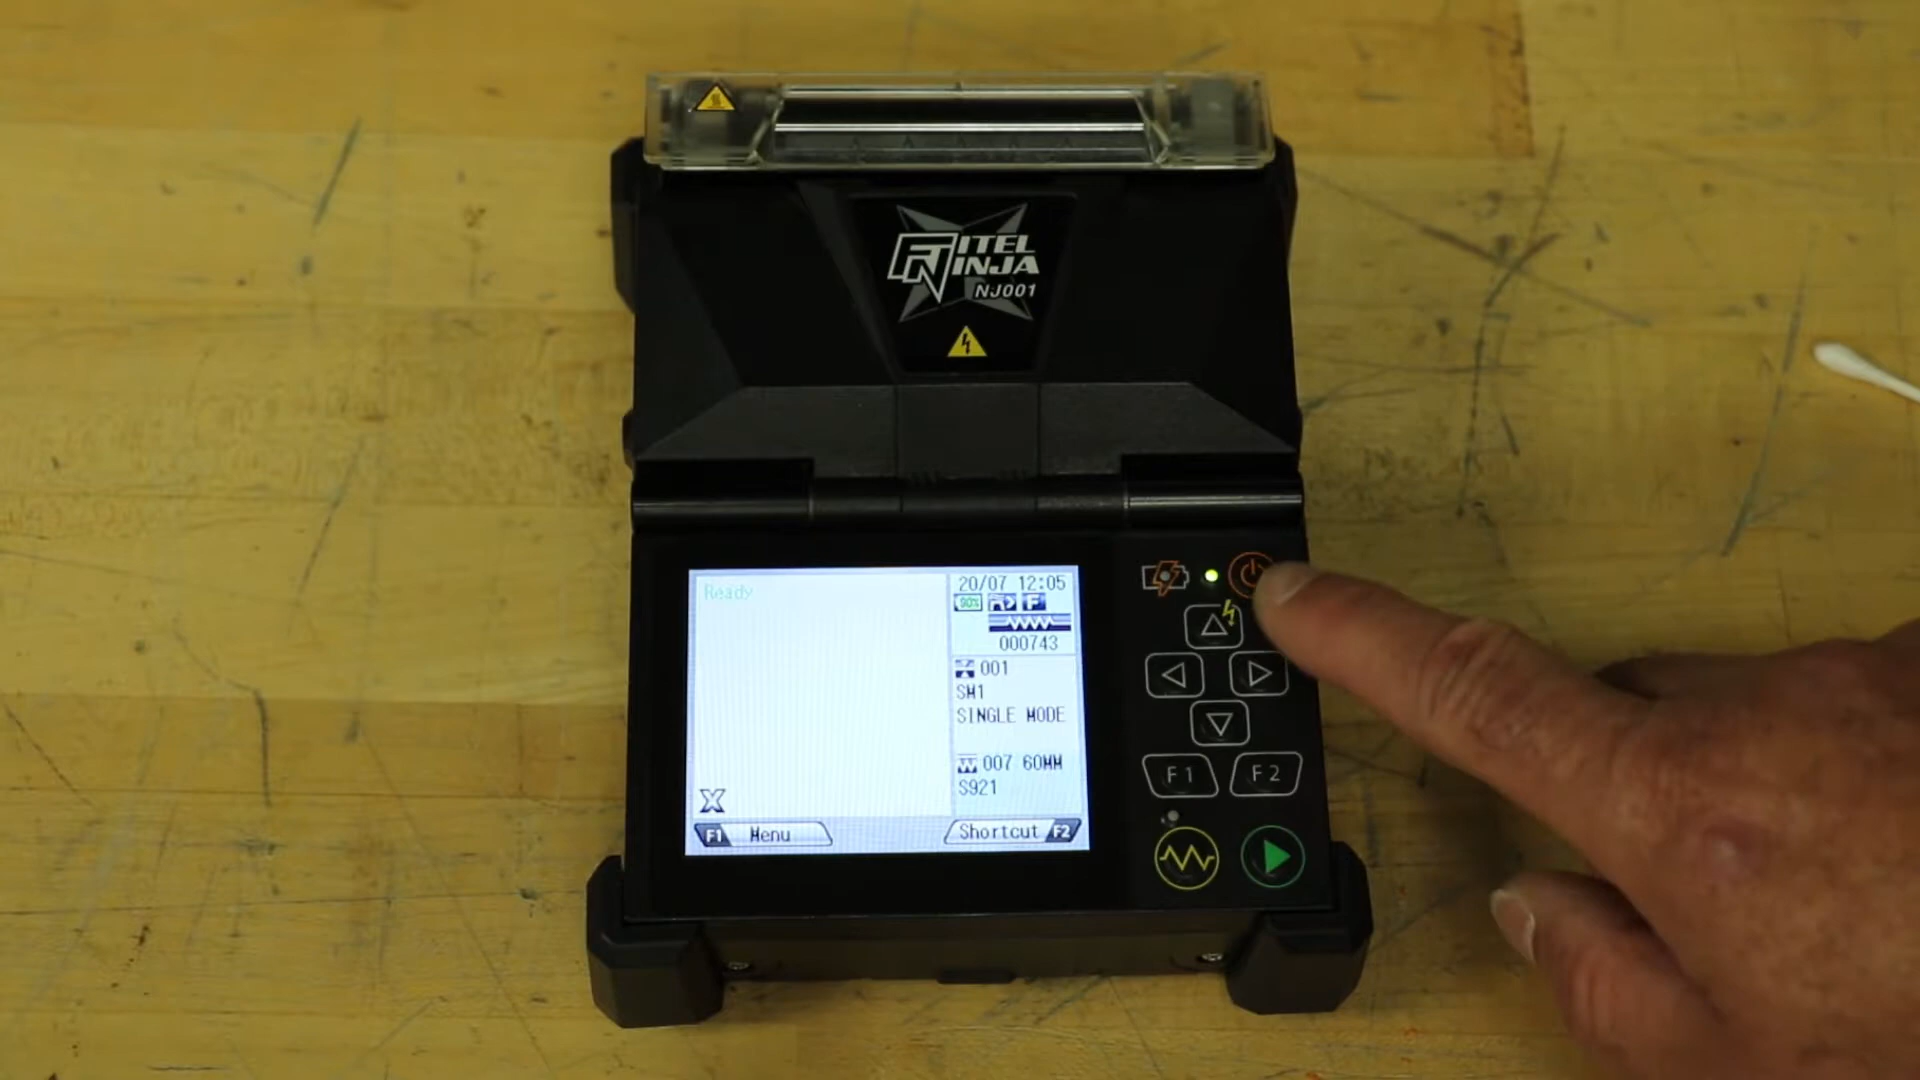 FITEL
NINJA
NJ001
Ready
20/07 12:05
90%
F
000743
001
SM1
SINGLE MODE
007 60MM
S921
X
F1 Menu
Shortcut F2
F1
F2